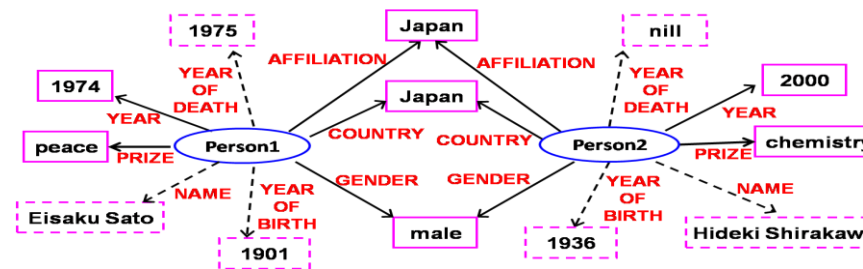 1975
Japan
nill
AFFILIATION
AFFILIATION
YEAR
OF
DEATH
YEAR
OF
DEATH
1974
Japan
2000
YEAR
YEAR
COUNTRY
COUNTRY
peace
PRIZE
Person1
Person2
PRIZE
chemistry
NAME
YEAR
OF
BIRTH
GENDER
GENDER
YEAR
OF
BIRTH
NAME
Eisaku Sato
male
1936
Hideki Shirakaw
1901